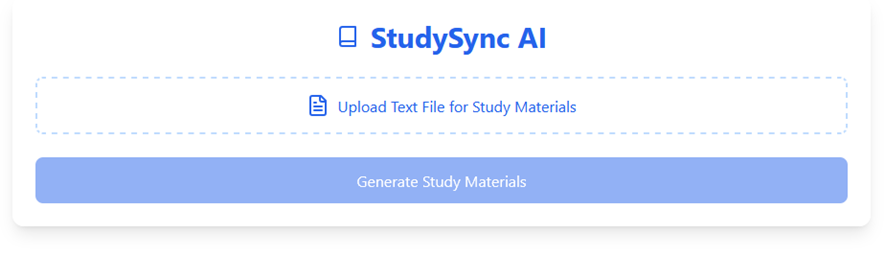 StudySync AI
Upload Text File for Study Materials
Generate Study Materials